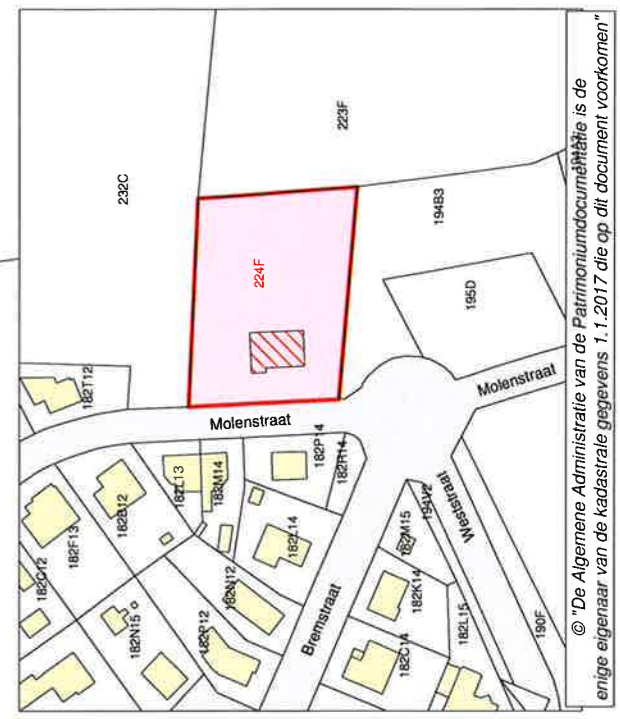 232C
223F
224F
194B3
195D
182T12
Molenstraat
Molenstraat
182L13
182M14
182P14
182R14
182B12
182F13
182C12
182L14
182N12
182N15
182P12
Bremstraat
194V2
Weststraat
182M15
182K14
182L15
182C14
190F
© "De Algemene Administratie van de Patrimoniumdocumentatie is de
enige eigenaar van de kadastrale gegevens 1.1.2017 die op dit document voorkomen"